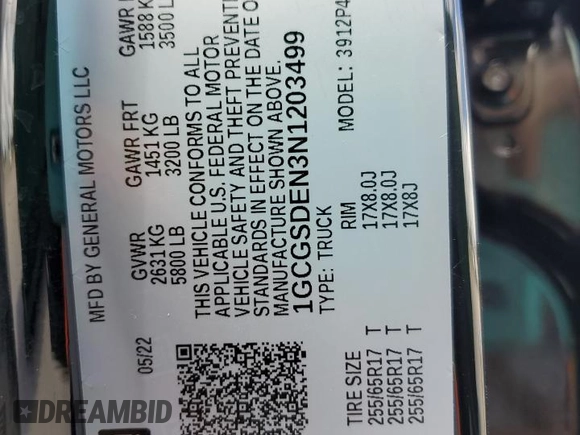 MFD BY GENERAL MOTORS LLC
05/22
GVWR GAWR FRT GAWR
2631 KG 1451 KG 1588 K
5800 LB 3200 LB 3500 L
THIS VEHICLE CONFORMS TO ALL
APPLICABLE U.S. FEDERAL MOTOR
VEHICLE SAFETY AND THEFT PREVENTI
STANDARDS IN EFFECT ON THE DATE O
MANUFACTURE SHOWN ABOVE.
1GCGSDEN3N1203499
TYPE: TRUCK MODEL: 3912P4
TIRE SIZE RIM
255/65R17 T 17X8.0J
255/65R17 T 17X8.0J
255/65R17 T 17X8J
DREAMBID